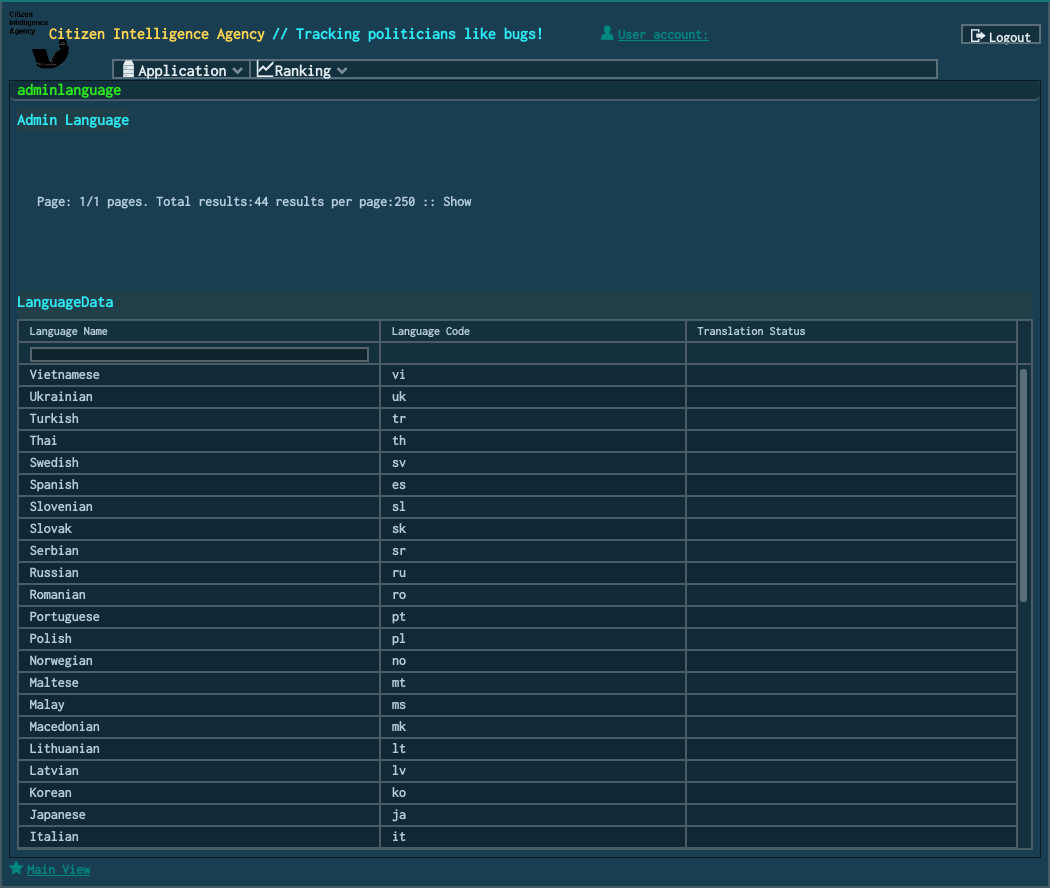 Citizen
Intelligence
Agency
Citizen Intelligence Agency // Tracking politicians like bugs!
User account:
Logout
Application
Ranking
adminlanguage
Admin Language
Page: 1/1 pages. Total results:44 results per page:250 :: Show
LanguageData
Language Name Language Code Translation Status
Vietnamese vi
Ukrainian uk
Turkish tr
Thai th
Swedish sv
Spanish es
Slovenian sl
Slovak sk
Serbian sr
Russian ru
Romanian ro
Portuguese pt
Polish pl
Norwegian no
Maltese mt
Malay ms
Macedonian mk
Lithuanian lt
Latvian lv
Korean ko
Japanese ja
Italian it
Main View